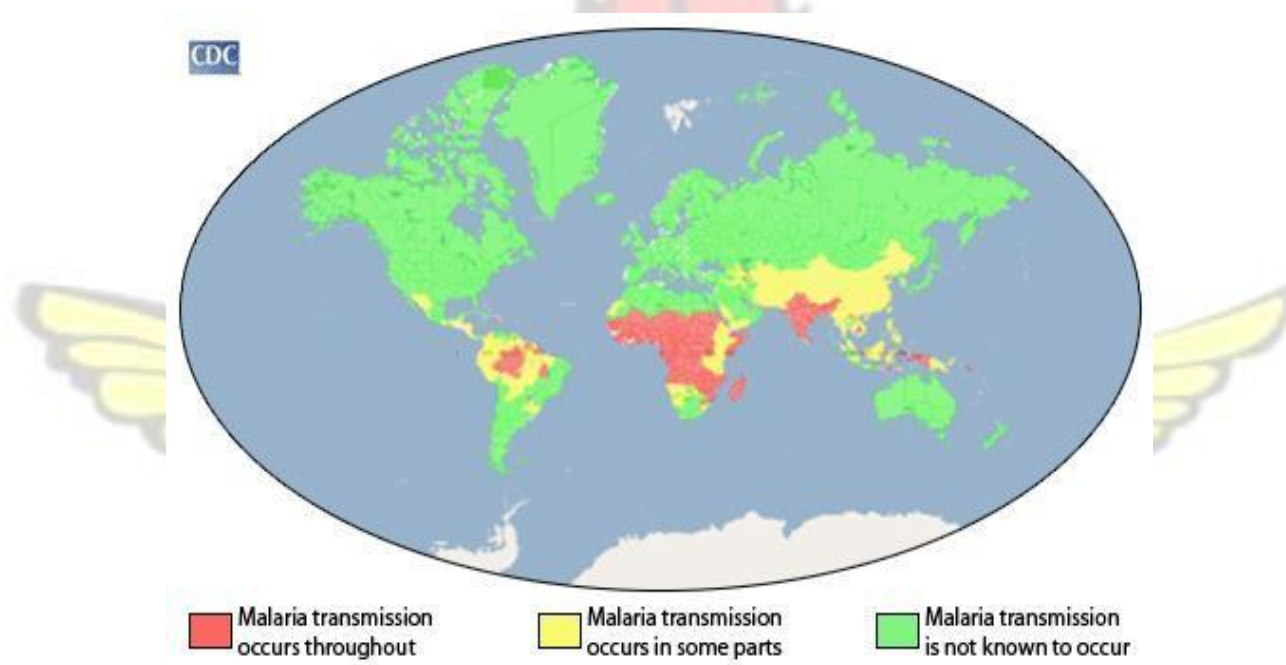 CDC
Malaria transmission
occurs throughout
Malaria transmission
occurs in some parts
Malaria transmission
is not known to occur